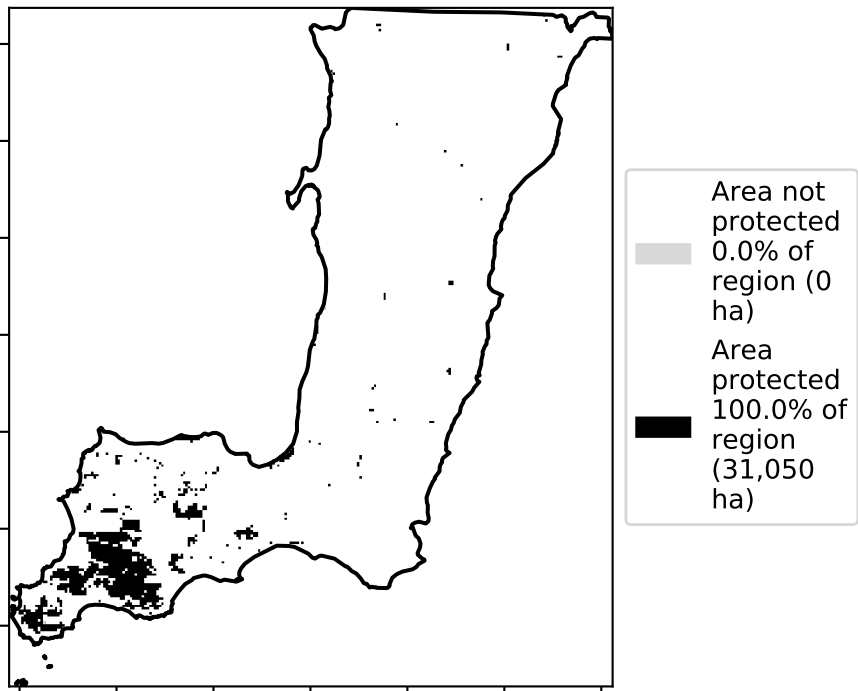 Area not
protected
0.0% of
region (0
ha)
Area
protected
100.0% of
region
(31,050
ha)